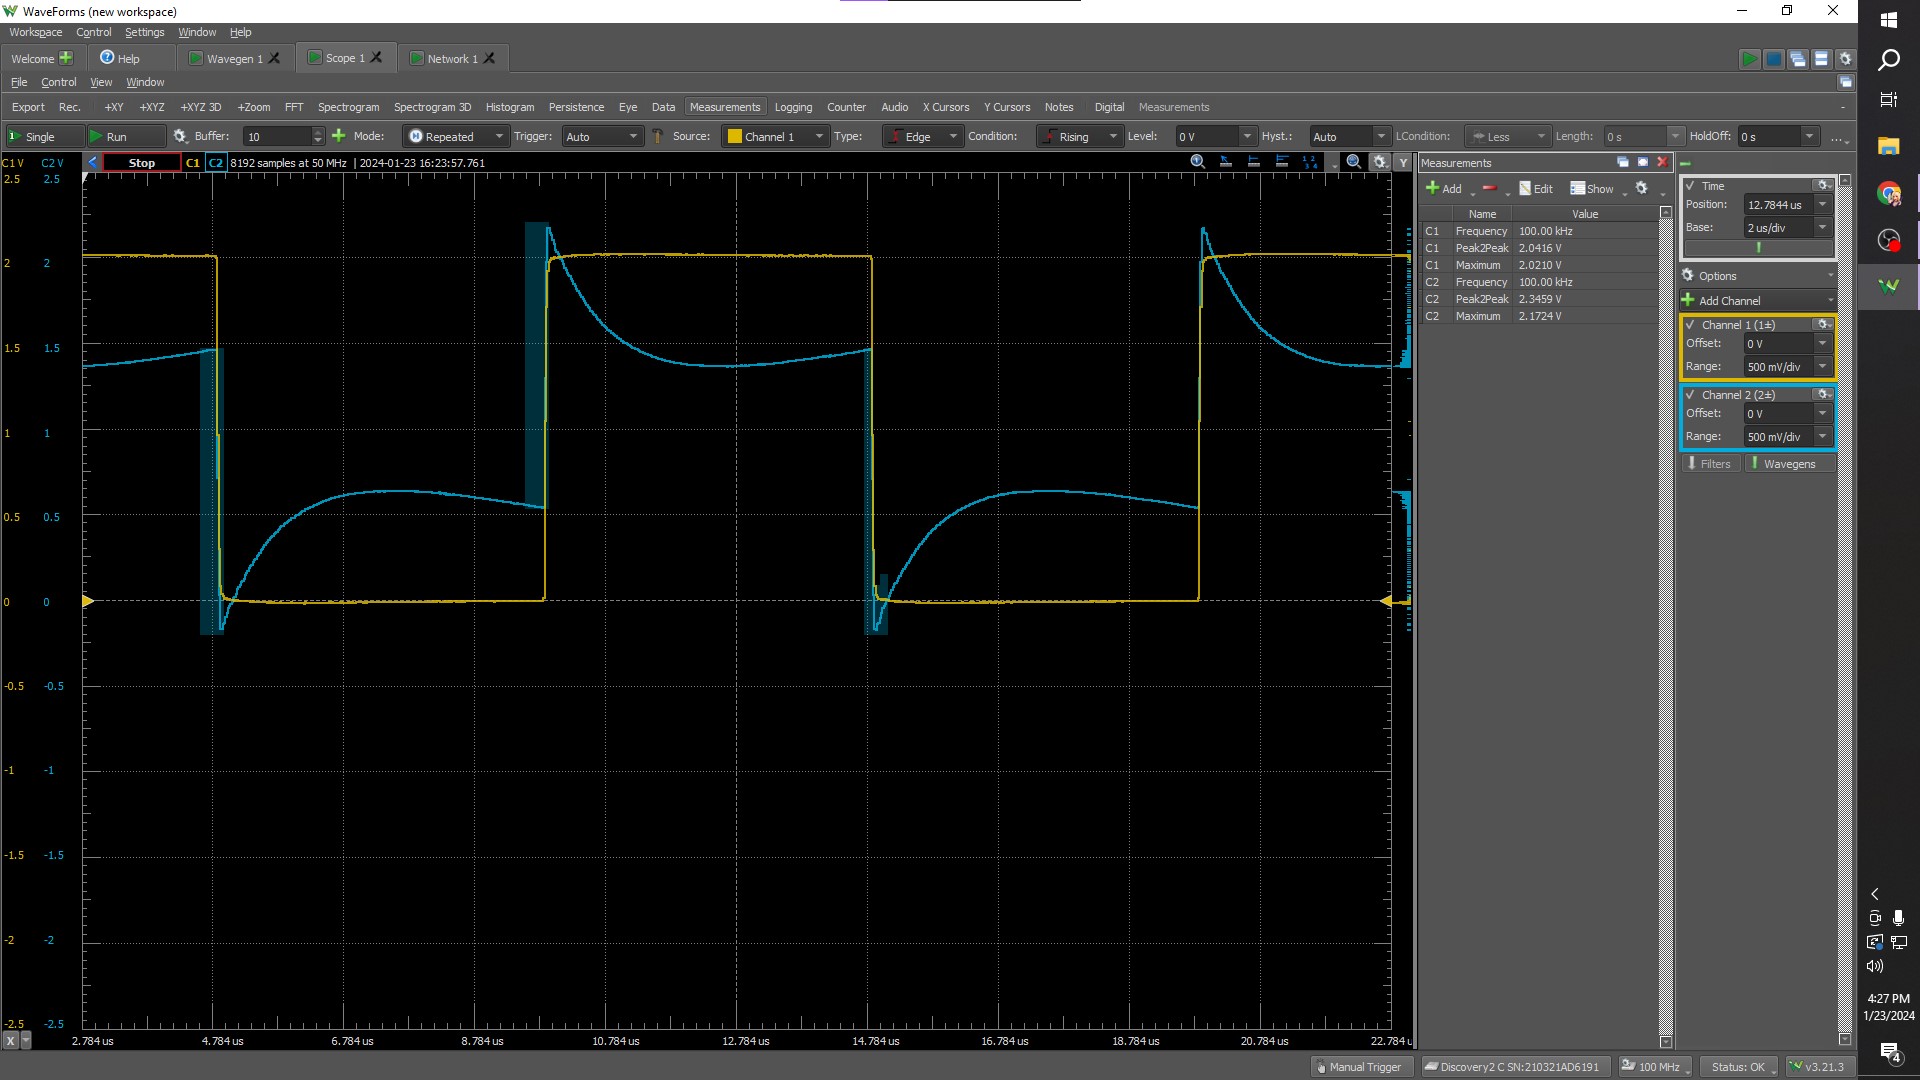 WaveForms (new workspace)
Workspace Control Settings Window Help
Welcome Help Wavegen 1 Scope 1 Network 1
File Control View Window
Export Rec. +XY +XYZ +XYZ 3D +Zoom FFT Spectrogram Spectrogram 3D Histogram Persistence Eye Data Measurements Logging Counter Audio X Cursors Y Cursors Notes Digital Measurements
Single Run Buffer: 10 Mode: Repeated Trigger: Auto Source: Channel 1 Type: Edge Condition: Rising Level: 0 V Hyst.: Auto LCondition: Less Length: 0 s HoldOff: 0 s ...
C1 V C2 V Stop C1 C2 8192 samples at 50 MHz | 2024-01-23 16:23:57.761 Y
2.5 2.5
2 2
1.5 1.5
1 1
0.5 0.5
0 0
-0.5 -0.5
-1 -1
-1.5 -1.5
-2 -2
-2.5 -2.5
X 2.784 us 4.784 us 6.784 us 8.784 us 10.784 us 12.784 us 14.784 us 16.784 us 18.784 us 20.784 us 22.784 u
Measurements
Add Edit Show
Name Value
C1 Frequency 100.00 kHz
C1 Peak2Peak 2.0416 V
C1 Maximum 2.0210 V
C2 Frequency 100.00 kHz
C2 Peak2Peak 2.3459 V
C2 Maximum 2.1724 V
Time
Position: 12.7844 us
Base: 2 us/div
Options
Add Channel
Channel 1 (1±)
Offset: 0 V
Range: 500 mV/div
Channel 2 (2±)
Offset: 0 V
Range: 500 mV/div
Filters Wavegens
Manual Trigger Discovery2 C SN:210321AD6191 100 MHz Status: OK v3.21.3
4:27 PM
1/23/2024
4